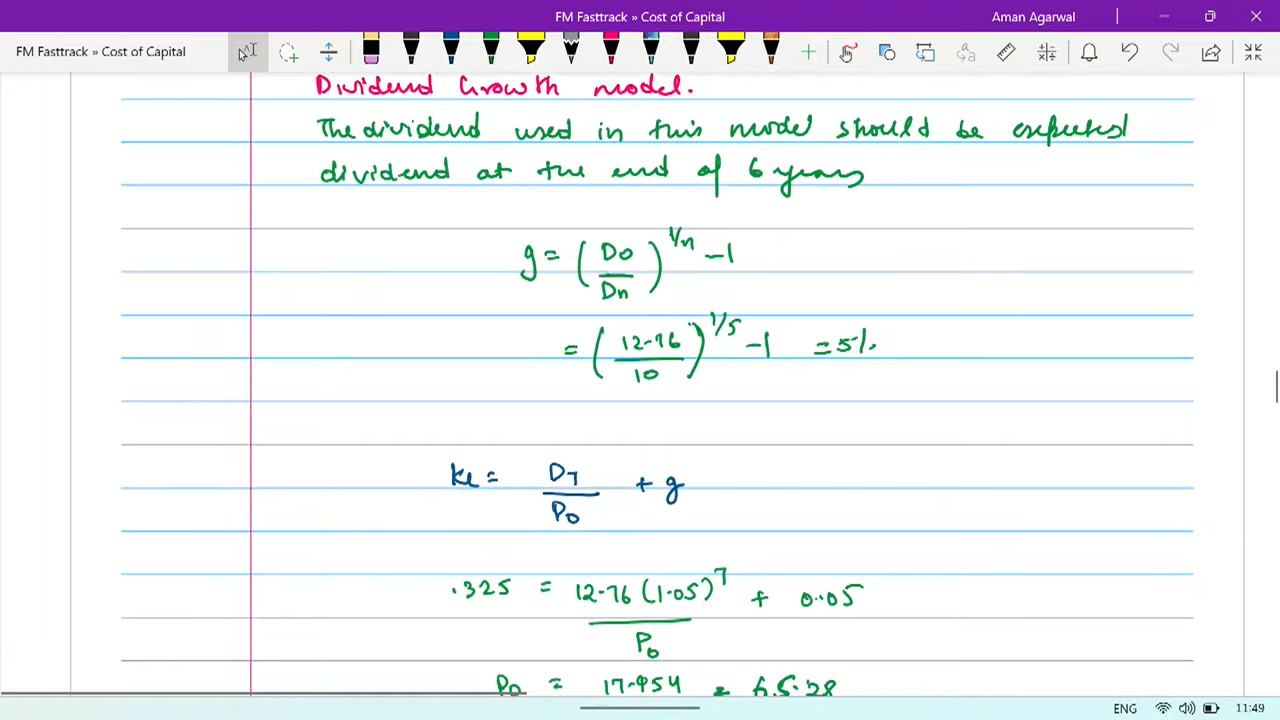 FM Fasttrack » Cost of Capital
Aman Agarwal
FM Fasttrack » Cost of Capital
Dividend Growth model.
The dividend used in this model should be expected
dividend at the end of 6 years
g = (D0/Dn)^1/n -1
= (12.76/10)^1/5 -1 = 5%.
Ke = D7/P0 + g
.325 = 12.76(1.05)^7/P0 + 0.05
P0 = 17.954 = 65.28
ENG 11:49